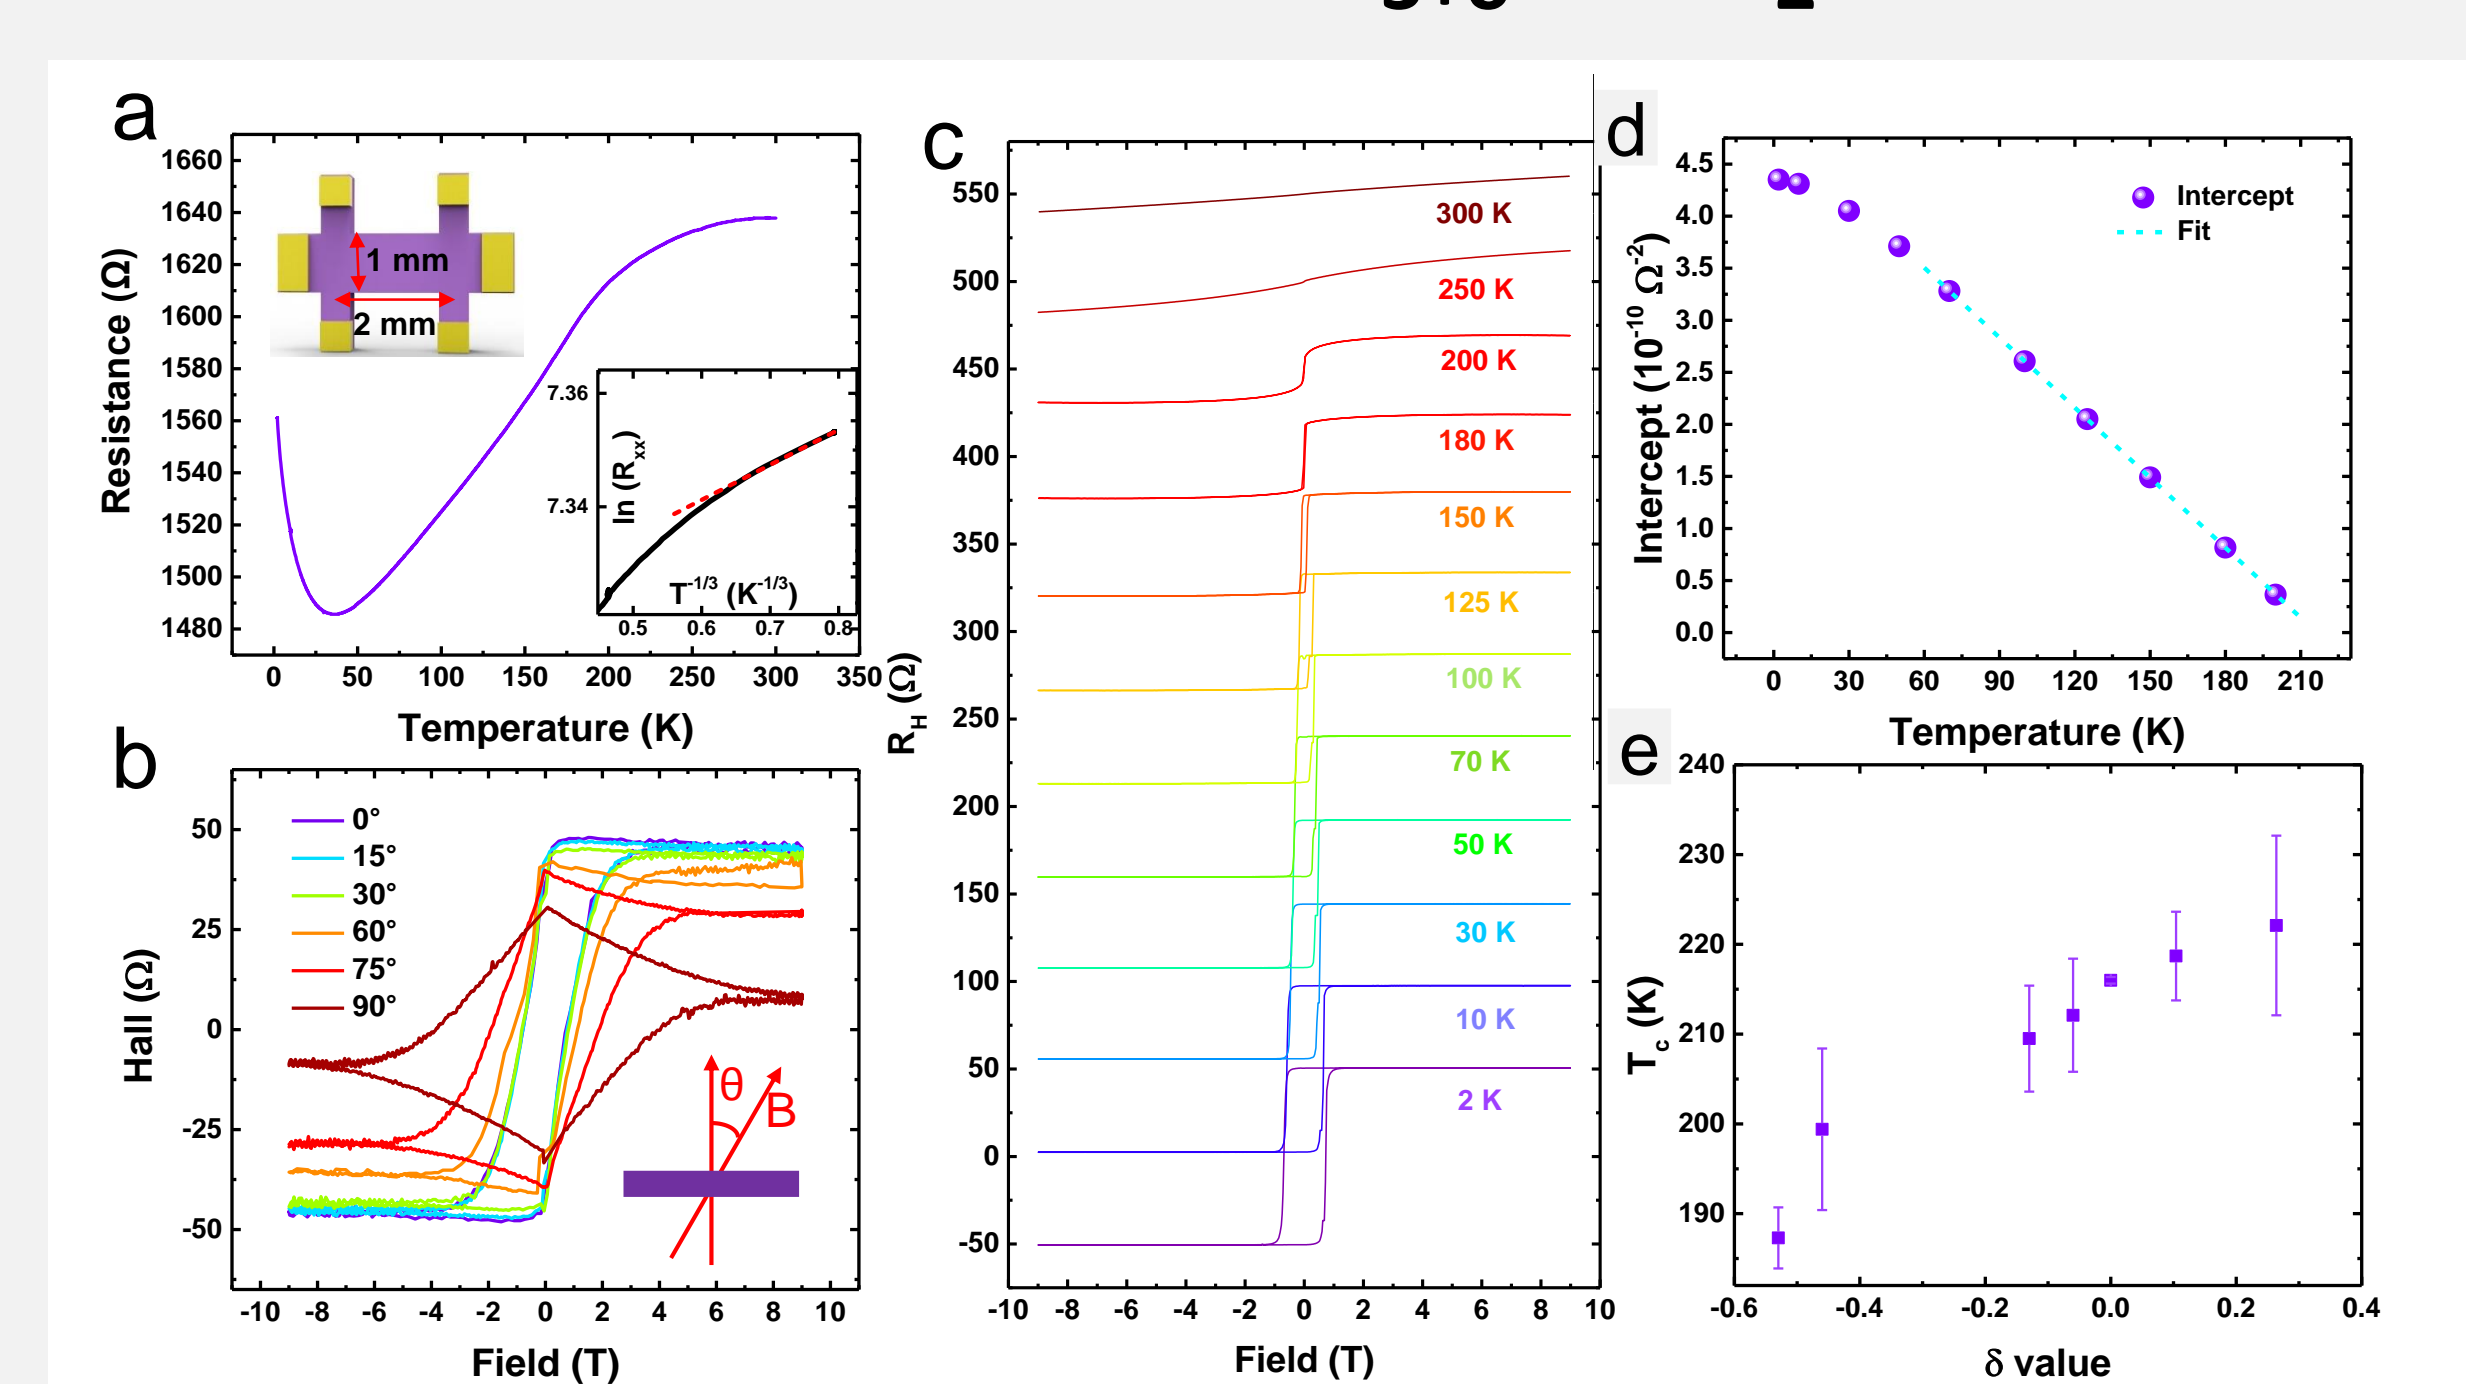 a
1660
1640
1620
1600
1580
1560
1540
1520
1500
1480
Resistance (Ω)
1 mm
2 mm
7.36
7.34
ln (Rxx)
T-1/3 (K-1/3)
0.5 0.6 0.7 0.8
0 50 100 150 200 250 300 350
Temperature (K)
b
50
25
0
-25
-50
Hall (Ω)
0°
15°
30°
60°
75°
90°
θ
B
-10 -8 -6 -4 -2 0 2 4 6 8 10
Field (T)
c
550
500
450
400
350
300
250
200
150
100
50
0
-50
RH (Ω)
300 K
250 K
200 K
180 K
150 K
125 K
100 K
70 K
50 K
30 K
10 K
2 K
-10 -8 -6 -4 -2 0 2 4 6 8 10
Field (T)
d
4.5
4.0
3.5
3.0
2.5
2.0
1.5
1.0
0.5
0.0
Intercept (10-10 Ω-2)
Intercept
Fit
0 30 60 90 120 150 180 210
Temperature (K)
e
240
230
220
210
200
190
Tc (K)
-0.6 -0.4 -0.2 0.0 0.2 0.4
δ value